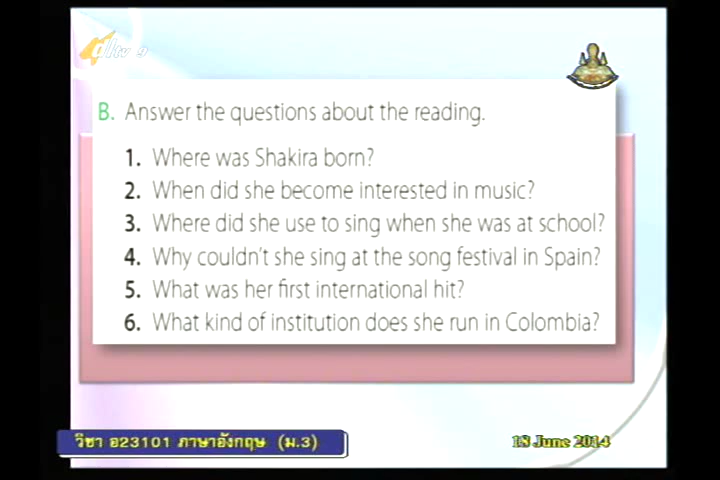 dltv 9
B. Answer the questions about the reading.
1. Where was Shakira born?
2. When did she become interested in music?
3. Where did she use to sing when she was at school?
4. Why couldn't she sing at the song festival in Spain?
5. What was her first international hit?
6. What kind of institution does she run in Colombia?
วิชา อ23101 ภาษาอังกฤษ (ม.3)
18 June 2014